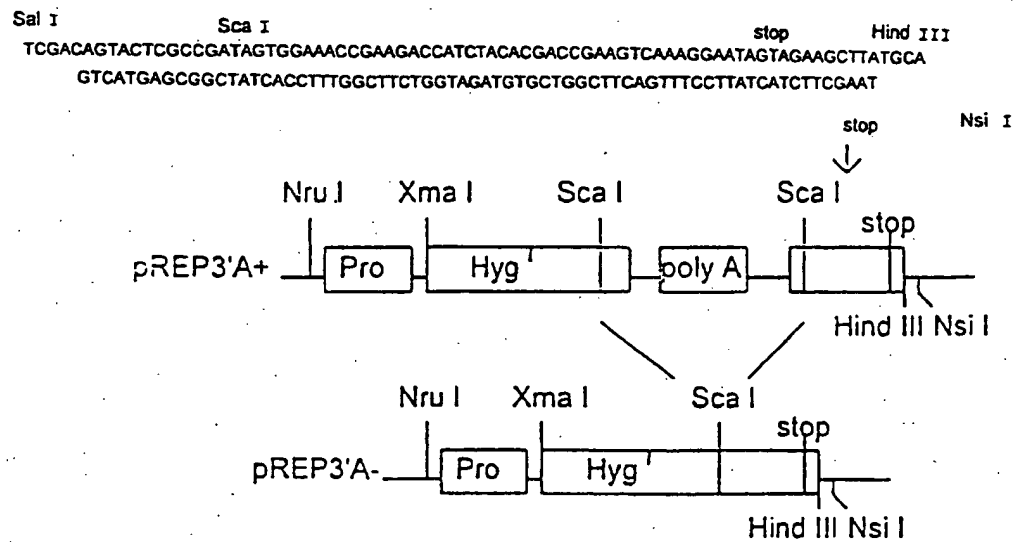 Sal I Sca I stop Hind III
TCGACAGTACTCGCCGATAGTGGAAACCGAAGACCATCTACACGACCGAAGTCAAAGGAATAGTAGAAGCTTATGCA
GTCATGAGCGGCTATCACCTTTGGCTTCTGGTAGATGTGCTGGCTTCAGTTTCCTTATCATCTTCGAAT
stop Nsi I
Nru I Xma I Sca I Sca I
stop
pREP3'A+ Pro Hyg' poly A
Hind III Nsi I
Nru I Xma I Sca I
stop
pREP3'A- Pro Hyg'
Hind III Nsi I